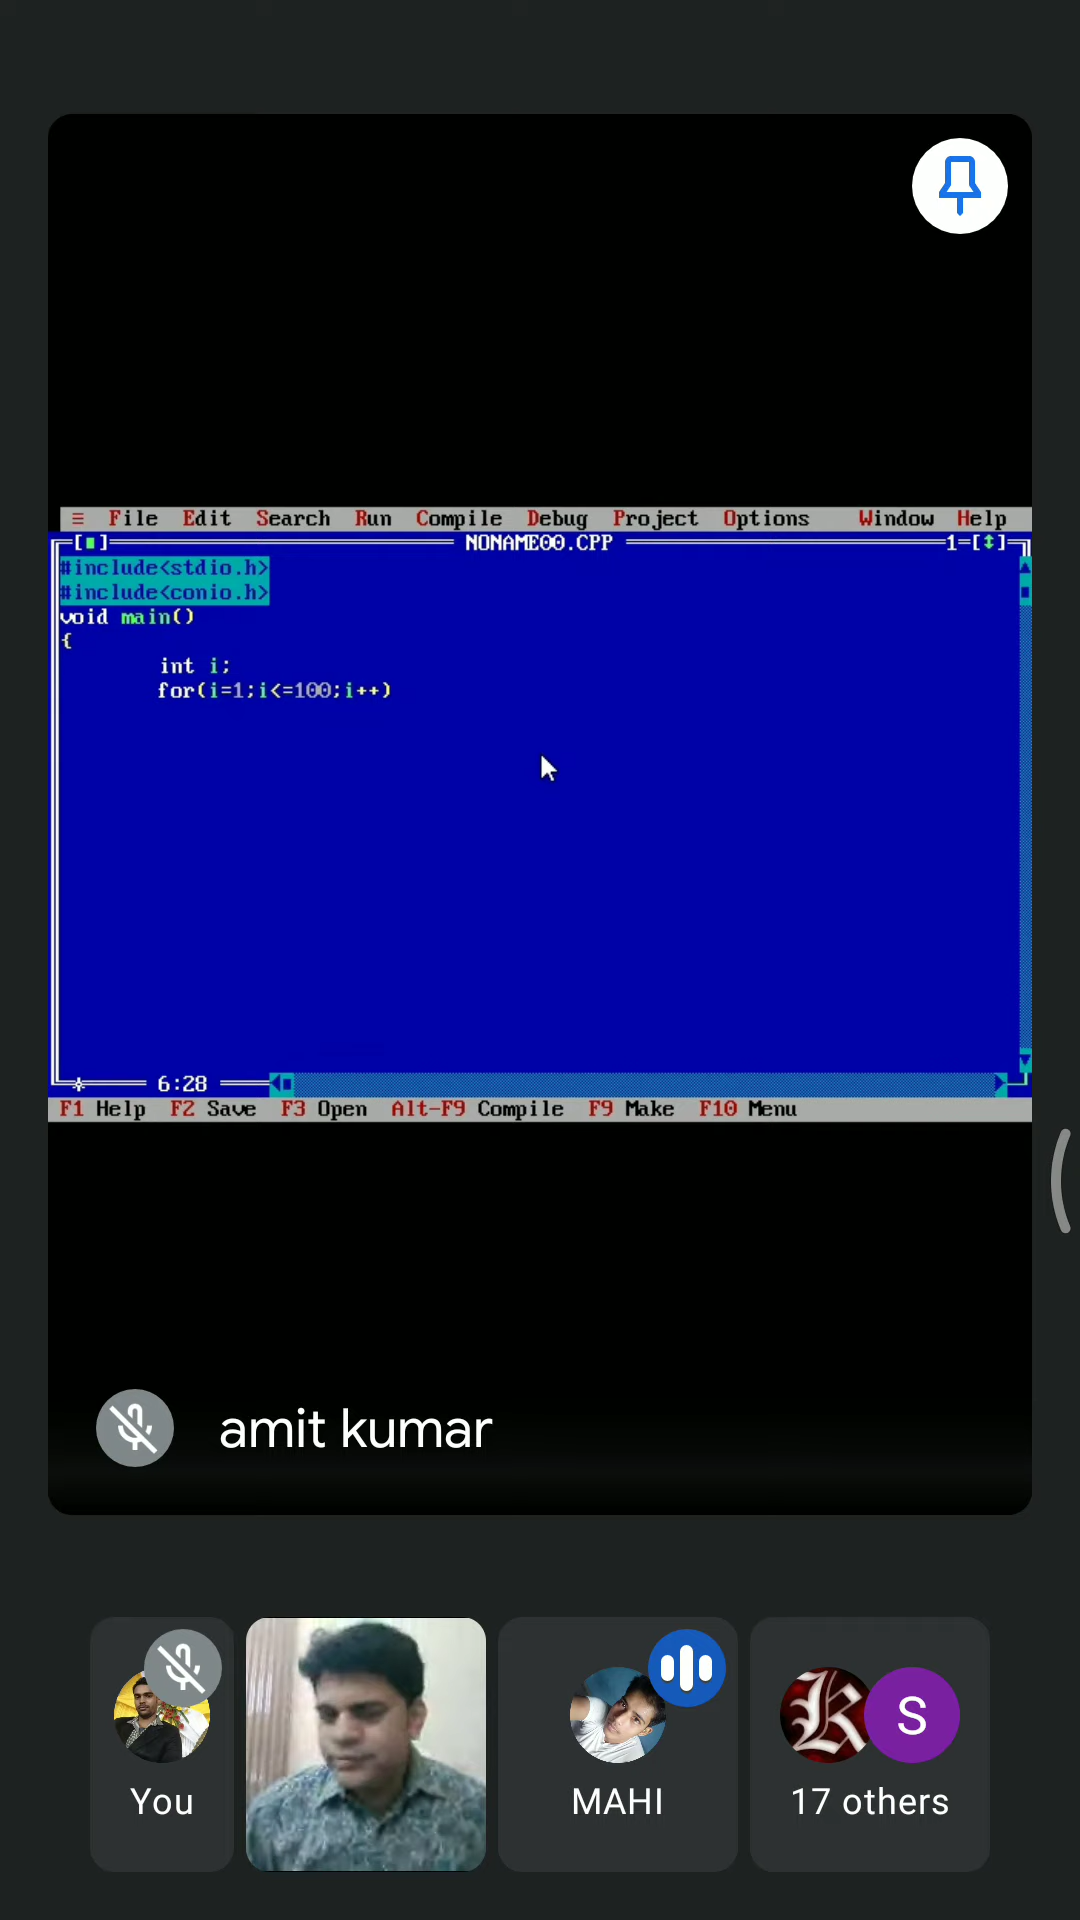 ≡ File Edit Search Run Compile Debug Project Options Window Help
[■] NONAME00.CPP 1=[↕]
#include<stdio.h>
#include<conio.h>
void main()
{
int i;
for(i=1;i<=100;i++)
6:28
F1 Help F2 Save F3 Open Alt-F9 Compile F9 Make F10 Menu
amit kumar
K S
You MAHI 17 others